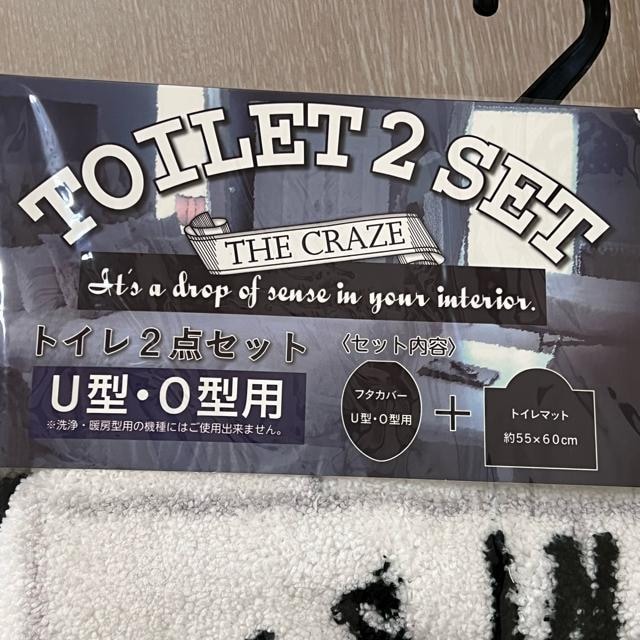 TOILET 2 SET
THE CRAZE
It's a drop of sense in your interior.
トイレ2点セット
U型・O型用
※洗浄・暖房型用の機種にはご使用出来ません。
〈セット内容〉
フタカバー
U型・O型用
＋
トイレマット
約55×60cm